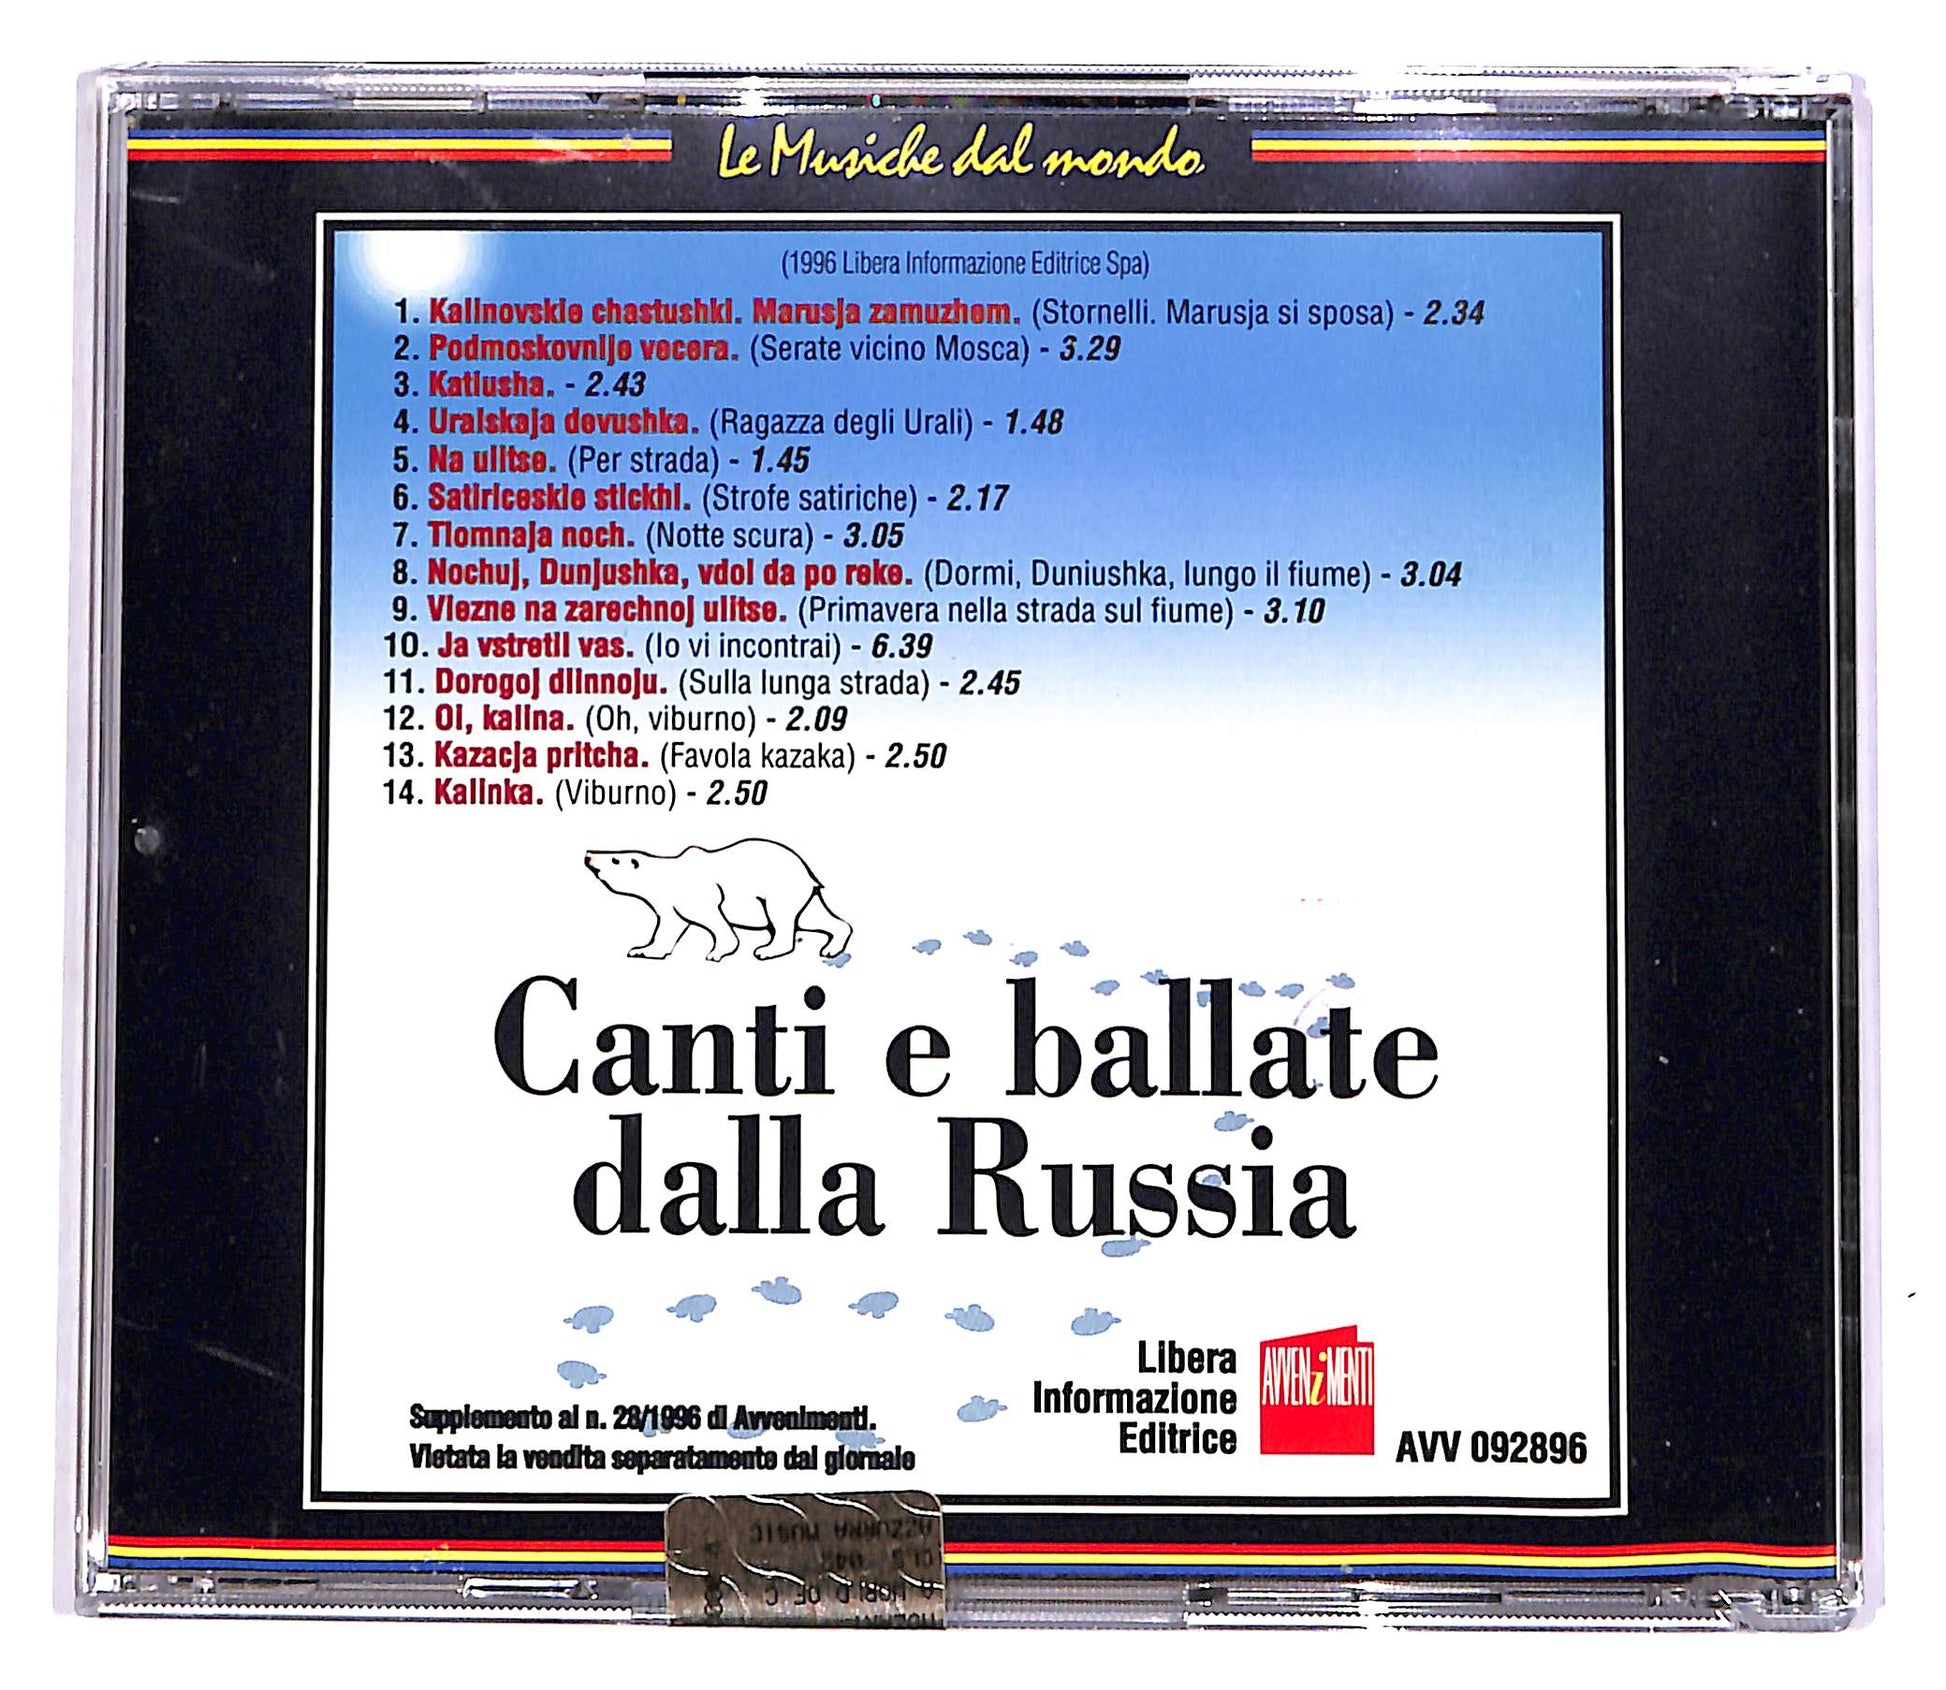 Le Musiche dal mondo
(1996 Libera Informazione Editrice Spa)
1. Kalinovskie chastushki. Marusja zamuzhem. (Stornelli. Marusja si sposa) - 2.34
2. Podmoskovnije vecera. (Serate vicino Mosca) - 3.29
3. Katiusha. - 2.43
4. Uralskaja devushka. (Ragazza degli Urali) - 1.48
5. Na ulitse. (Per strada) - 1.45
6. Satiriceskie stickhi. (Strofe satiriche) - 2.17
7. Tiomnaja noch. (Notte scura) - 3.05
8. Nochuj, Dunjushka, vdol da po reke. (Dormi, Duniushka, lungo il fiume) - 3.04
9. Viezne na zarechnoj ulitse. (Primavera nella strada sul fiume) - 3.10
10. Ja vstretil vas. (Io vi incontrai) - 6.39
11. Dorogoj dlinnoju. (Sulla lunga strada) - 2.45
12. Oi, kalina. (Oh, viburno) - 2.09
13. Kazacja pritcha. (Favola kazaka) - 2.50
14. Kalinka. (Viburno) - 2.50
Canti e ballate
dalla Russia
Libera
Informazione
Editrice
AVVENiMENTI
AVV 092896
Supplemento al n. 28/1996 di Avvenimenti.
Vietata la vendita separatamente dal giornale
AZZURRA MUSIC